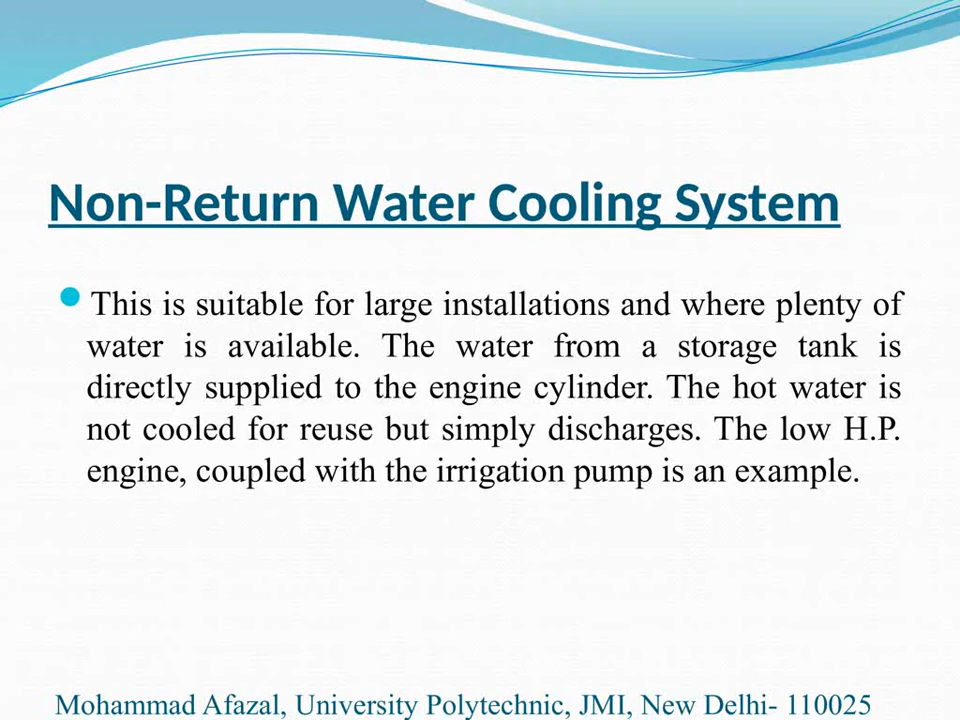 Non-Return Water Cooling System
This is suitable for large installations and where plenty of
water is available. The water from a storage tank is
directly supplied to the engine cylinder. The hot water is
not cooled for reuse but simply discharges. The low H.P.
engine, coupled with the irrigation pump is an example.
Mohammad Afazal, University Polytechnic, JMI, New Delhi- 110025